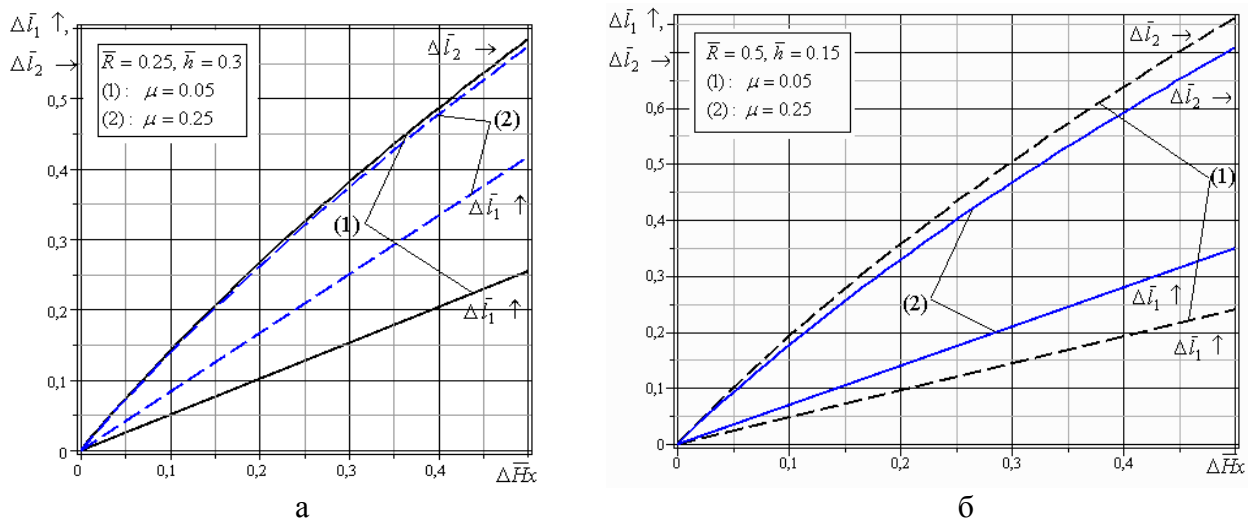 Δl̄₁ ↑,
Δl̄₂ →
R̄ = 0.25, h̄ = 0.3
(1): μ = 0.05
(2): μ = 0.25
Δl̄₂ →
(2)
Δl̄₁ ↑
(1)
Δl̄₁ ↑
0,5
0,4
0,3
0,2
0,1
0
0 0,1 0,2 0,3 0,4
ΔH̄x
а
Δl̄₁ ↑,
Δl̄₂ →
R̄ = 0.5, h̄ = 0.15
(1): μ = 0.05
(2): μ = 0.25
Δl̄₂ →
Δl̄₂ →
(1)
(2)
Δl̄₁ ↑
Δl̄₁ ↑
0,6
0,5
0,4
0,3
0,2
0,1
0
0 0,1 0,2 0,3 0,4
ΔH̄x
б